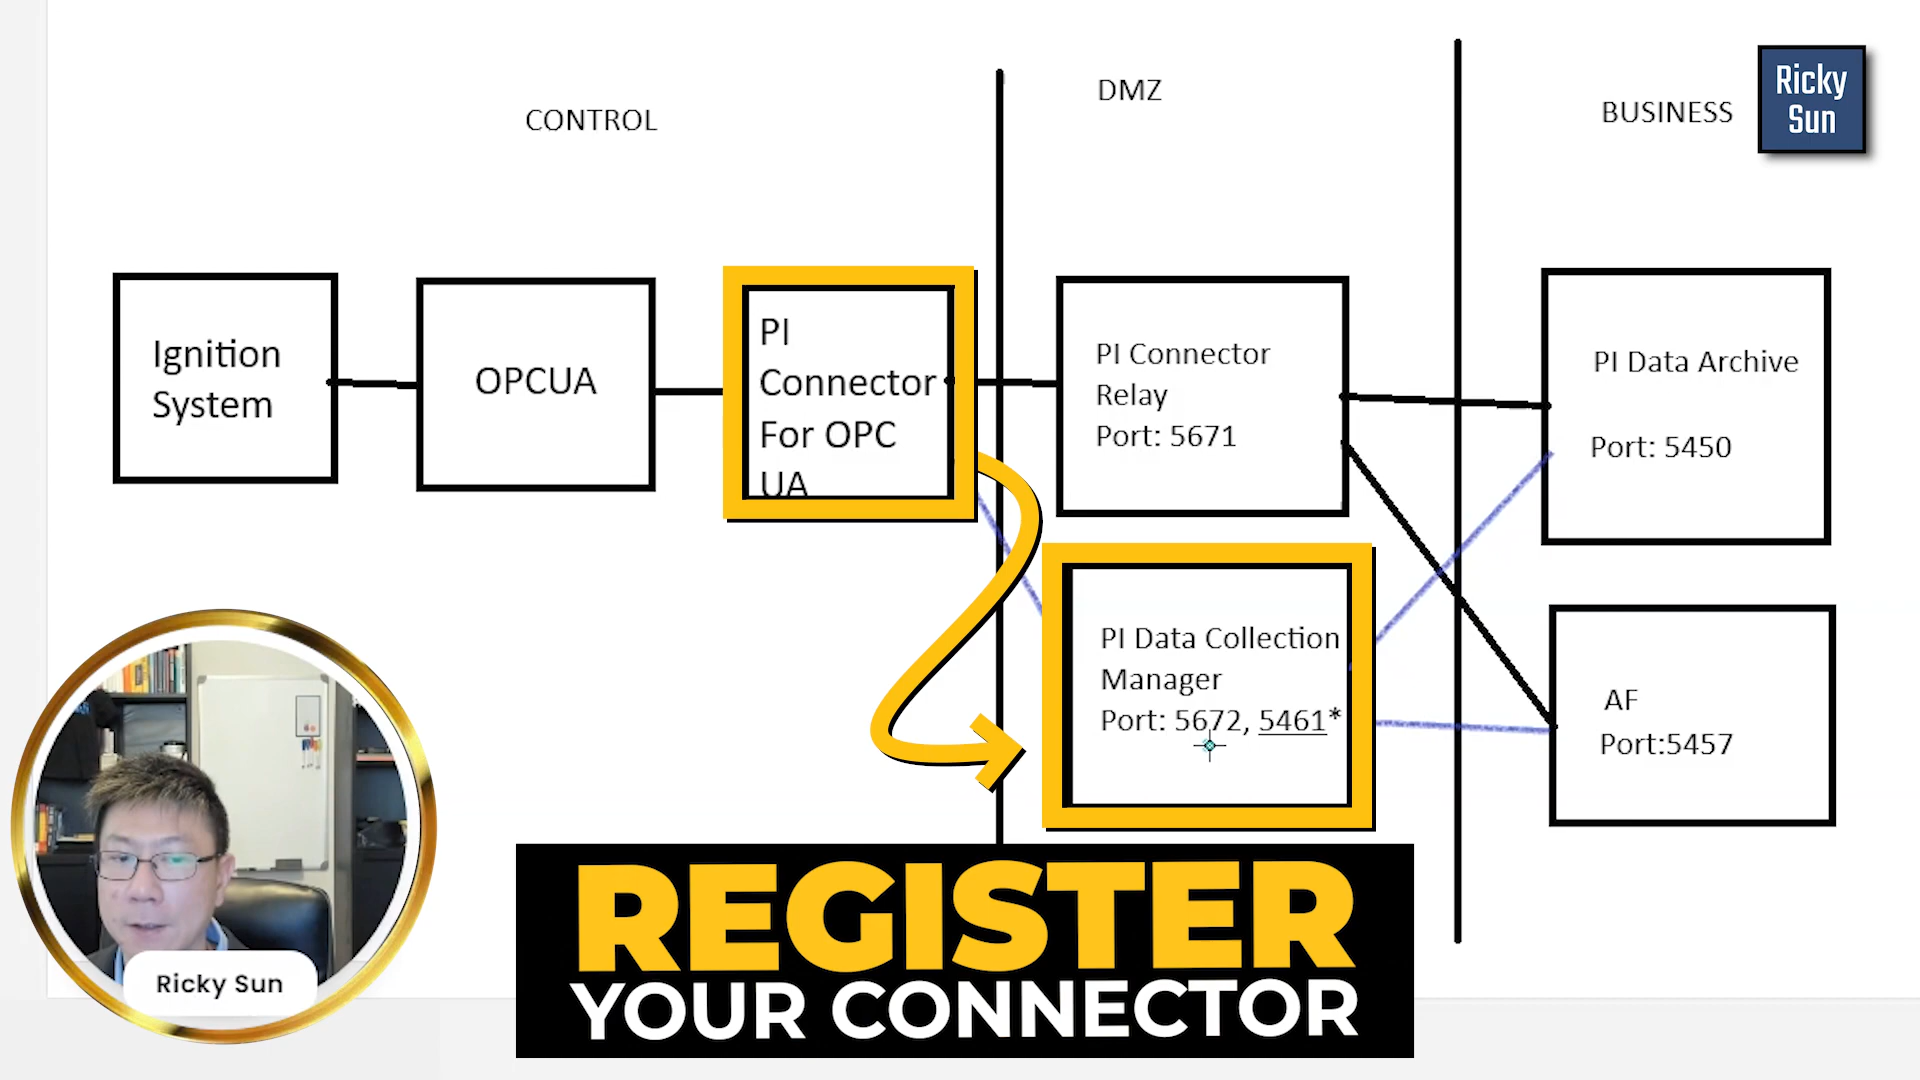 CONTROL
DMZ
BUSINESS
Ricky
Sun
Ignition
System
OPCUA
PI
Connector
For OPC
UA
PI Connector
Relay
Port: 5671
PI Data Archive
Port: 5450
PI Data Collection
Manager
Port: 5672, 5461*
AF
Port:5457
Ricky Sun
REGISTER
YOUR CONNECTOR